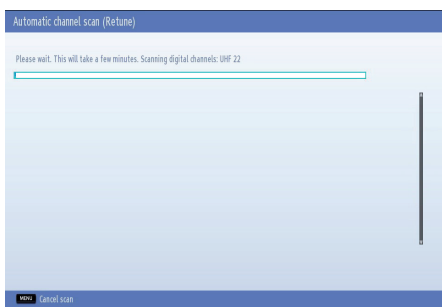 Automatic channel scan (Retune)
Please wait. This will take a few minutes. Scanning digital channels: UHF 22
MENU Cancel scan